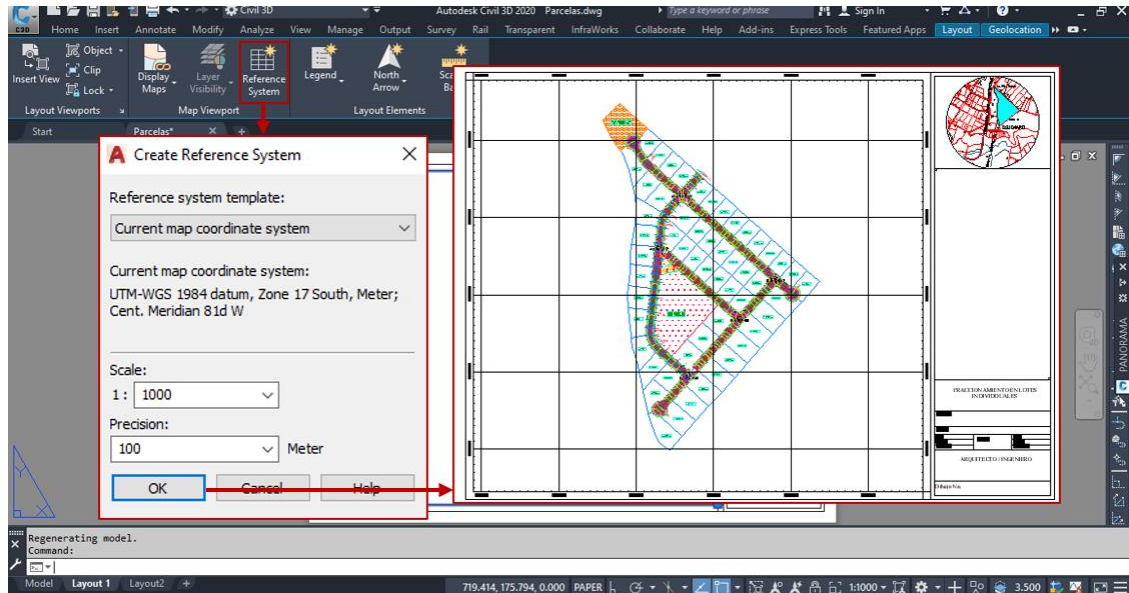 Civil 3D
Autodesk Civil 3D 2020 Parcelas.dwg
Type a keyword or phrase
Sign In
C3D Home Insert Annotate Modify Analyze View Manage Output Survey Rail Transparent InfraWorks Collaborate Help Add-ins Express Tools Featured Apps Layout Geolocation
Insert View
Object
Clip
Lock
Display Maps
Layer Visibility
Reference System
Legend
North Arrow
Layout Viewports
Map Viewport
Layout Elements
Start
Parcelas*
Create Reference System
Reference system template:
Current map coordinate system
Current map coordinate system:
UTM-WGS 1984 datum, Zone 17 South, Meter;
Cent. Meridian 81d W
Scale:
1 : 1000
Precision:
100 Meter
OK Cancel Help
FRACCIONAMIENTO EN LOTES
INDIVIDUALES
ARQUITECTO / INGENIERO
Dibujo No.
PANORAMA
Regenerating model.
Command:
Model Layout 1 Layout2 +
719.414, 175.794, 0.000 PAPER
1:1000
3.500